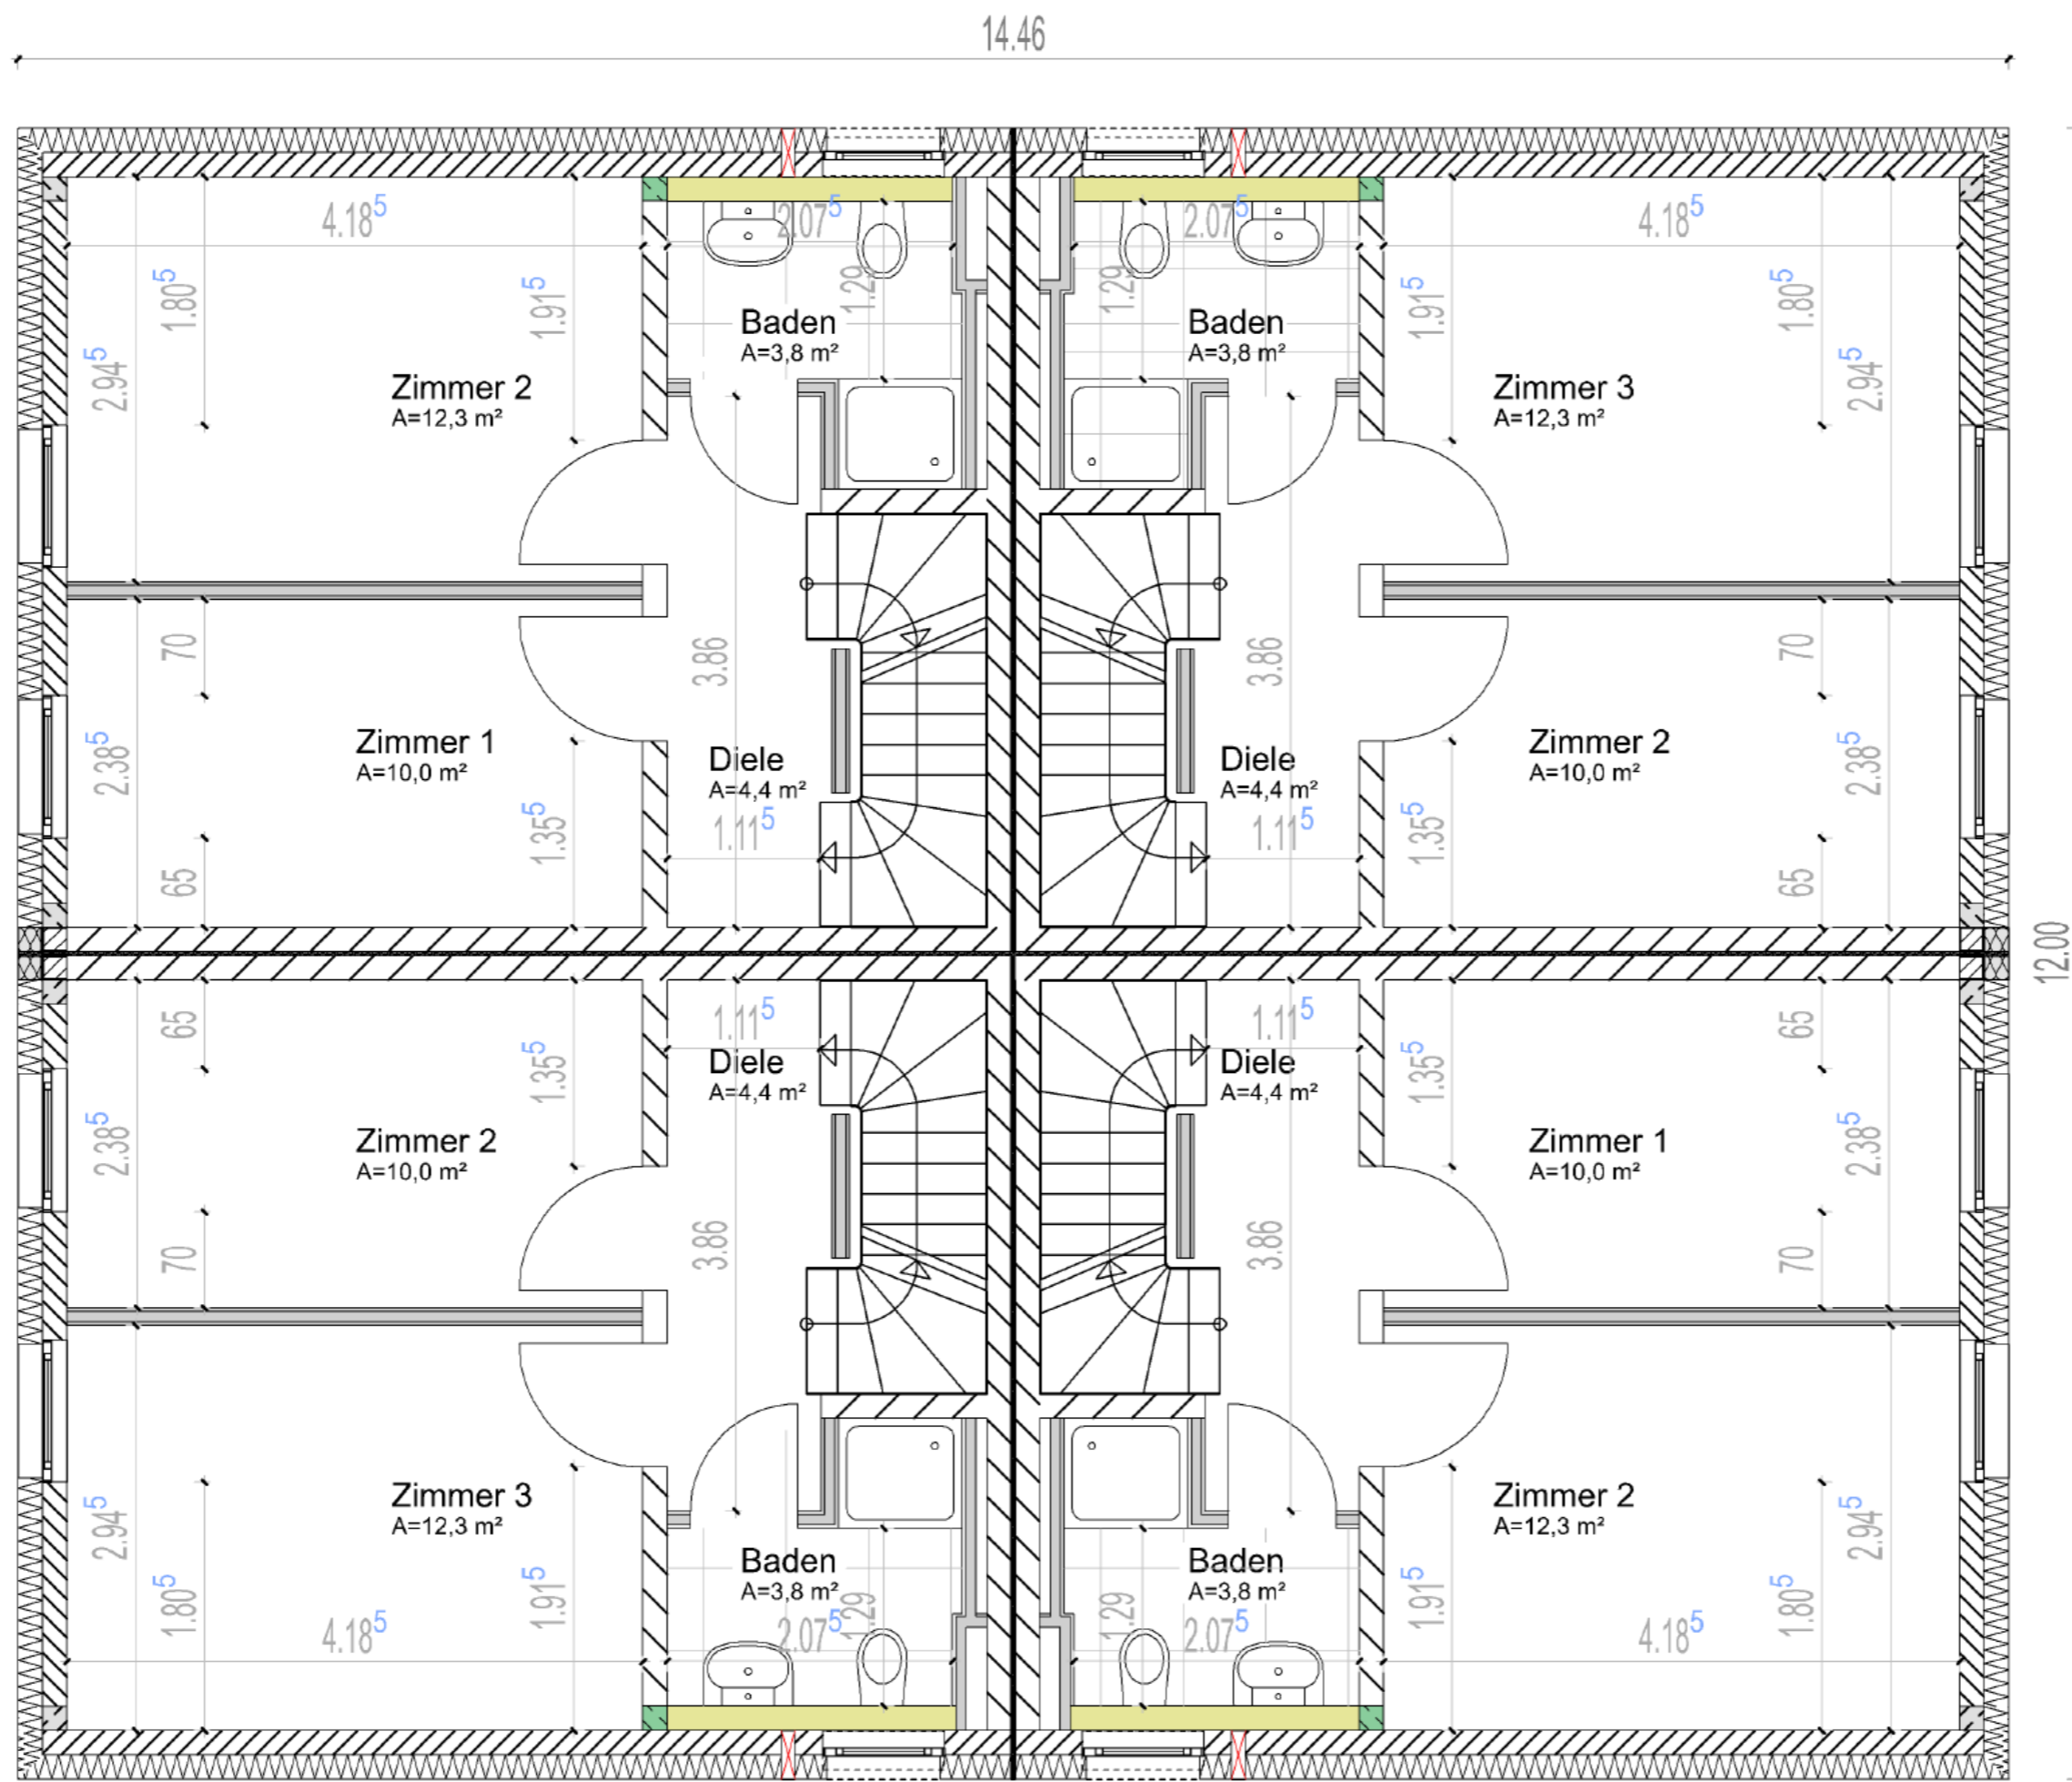 14.46
4.18⁵
2.07⁵
2.07⁵
4.18⁵
1.80⁵
1.91⁵
1.29
1.29
1.91⁵
1.80⁵
2.94⁵
2.94⁵
Baden
A=3,8 m²
Baden
A=3,8 m²
Zimmer 2
A=12,3 m²
Zimmer 3
A=12,3 m²
70
3.86
3.86
70
Zimmer 1
A=10,0 m²
Diele
A=4,4 m²
Diele
A=4,4 m²
Zimmer 2
A=10,0 m²
2.38⁵
2.38⁵
1.35⁵
1.11⁵
1.11⁵
1.35⁵
65
65
12.00
65
1.35⁵
1.11⁵
1.11⁵
1.35⁵
65
Diele
A=4,4 m²
Diele
A=4,4 m²
2.38⁵
Zimmer 2
A=10,0 m²
Zimmer 1
A=10,0 m²
2.38⁵
70
3.86
3.86
70
Zimmer 3
A=12,3 m²
Zimmer 2
A=12,3 m²
2.94⁵
2.94⁵
Baden
A=3,8 m²
Baden
A=3,8 m²
1.80⁵
1.91⁵
1.29
1.29
1.91⁵
1.80⁵
4.18⁵
2.07⁵
2.07⁵
4.18⁵